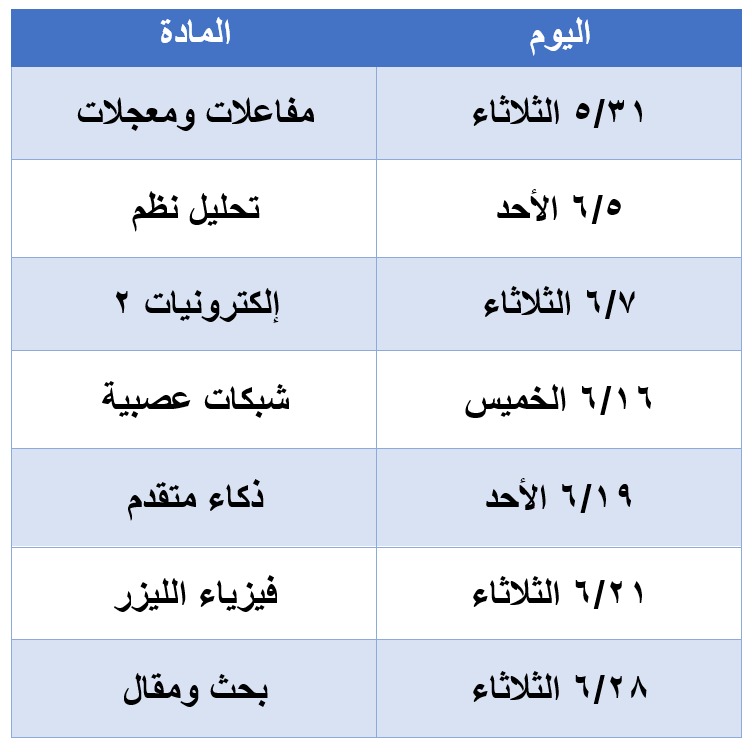 اليوم المادة
٥/٣١ الثلاثاء مفاعلات ومعجلات
٦/٥ الأحد تحليل نظم
٦/٧ الثلاثاء إلكترونيات ٢
٦/١٦ الخميس شبكات عصبية
٦/١٩ الأحد ذكاء متقدم
٦/٢١ الثلاثاء فيزياء الليزر
٦/٢٨ الثلاثاء بحث ومقال